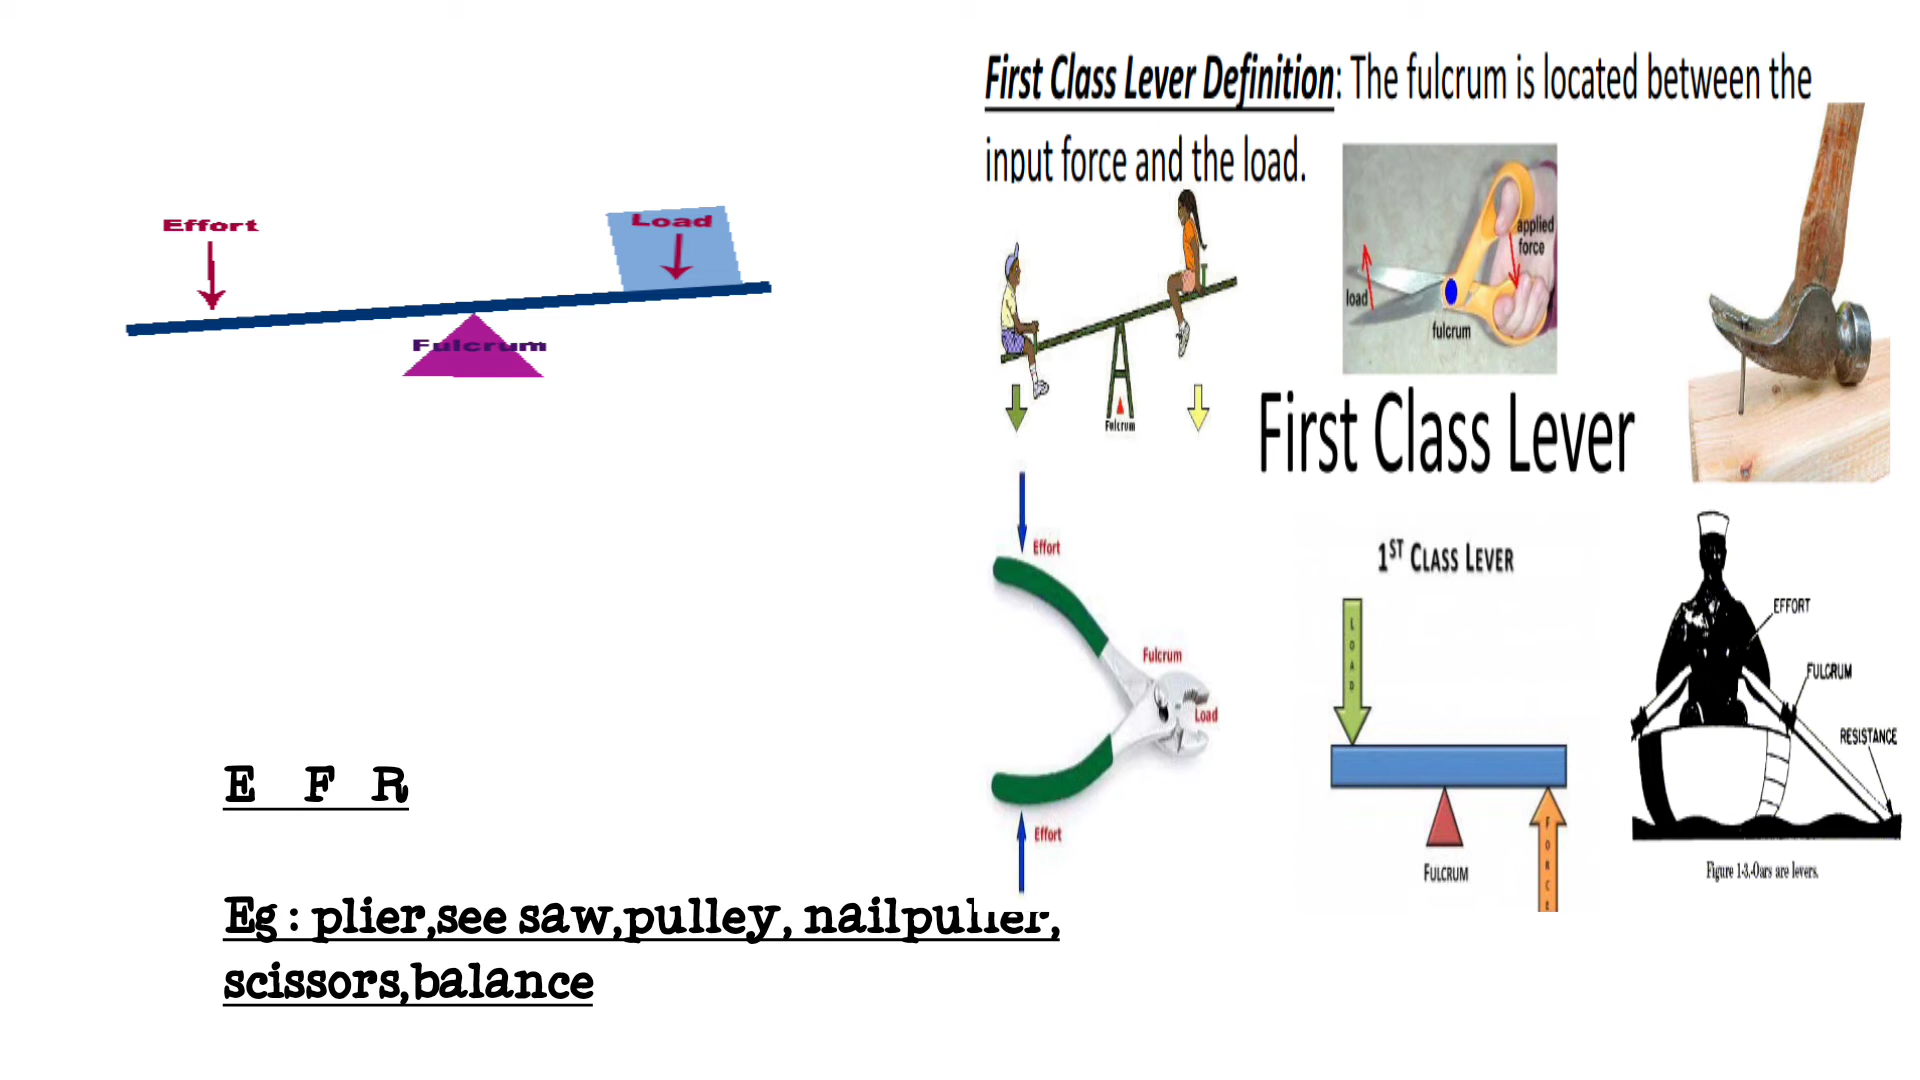 First Class Lever Definition: The fulcrum is located between the
input force and the load.
Effort
Load
Fulcrum
applied
force
load
fulcrum
Fulcrum
First Class Lever
Effort
Fulcrum
Load
Effort
1ST CLASS LEVER
LOAD
FULCRUM
FORCE
EFFORT
FULCRUM
RESISTANCE
Figure 1-3.-Oars are levers.
E F R
Eg : plier,see saw,pulley, nailpuller,
scissors,balance